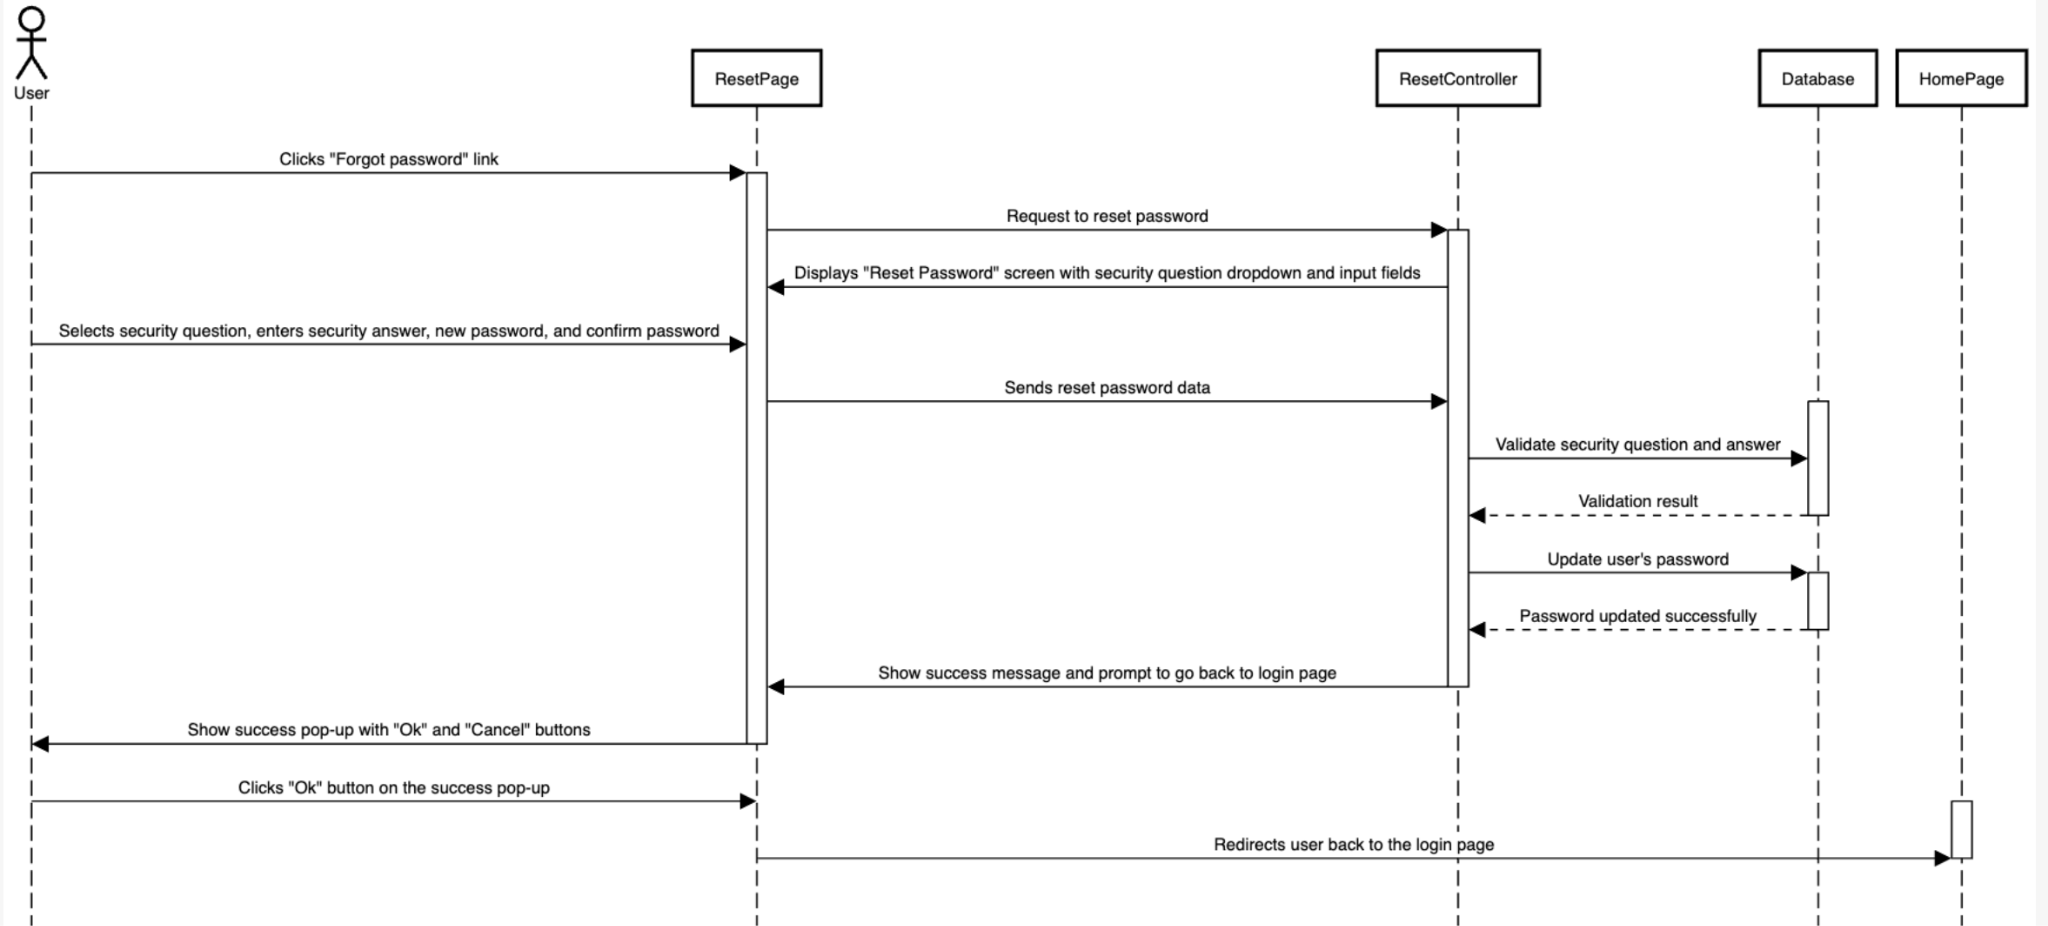 User
ResetPage
ResetController
Database
HomePage
Clicks "Forgot password" link
Request to reset password
Displays "Reset Password" screen with security question dropdown and input fields
Selects security question, enters security answer, new password, and confirm password
Sends reset password data
Validate security question and answer
Validation result
Update user's password
Password updated successfully
Show success message and prompt to go back to login page
Show success pop-up with "Ok" and "Cancel" buttons
Clicks "Ok" button on the success pop-up
Redirects user back to the login page